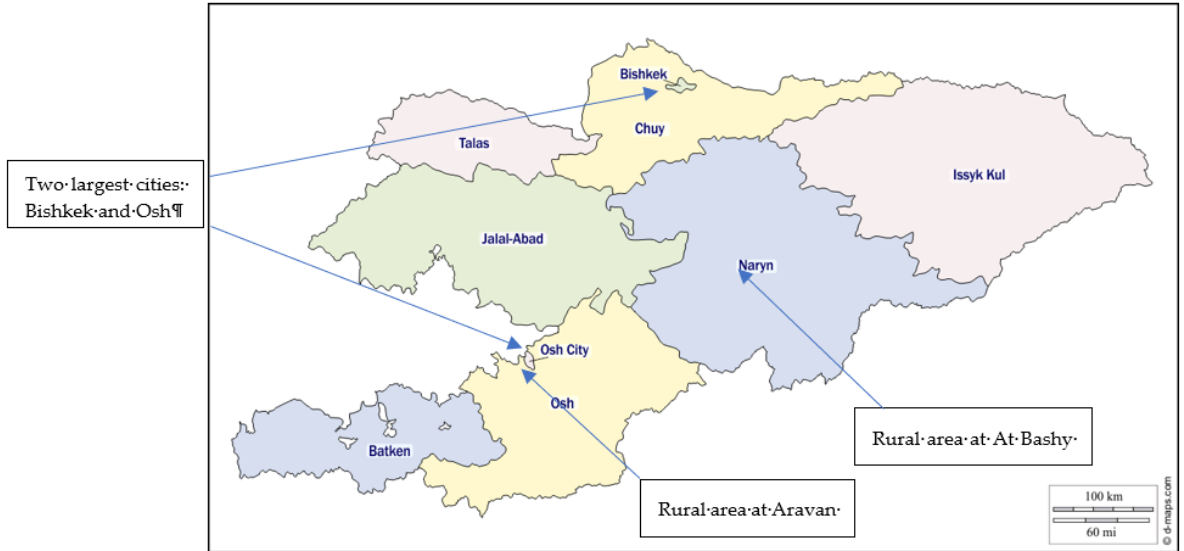 Bishkek
Chuy
Talas
Issyk Kul
Two·largest·cities:·
Bishkek·and·Osh¶
Jalal-Abad
Naryn
Osh City
Osh
Batken
Rural·area·at·At·Bashy·
Rural·area·at·Aravan·
100 km
60 mi
© d-maps.com